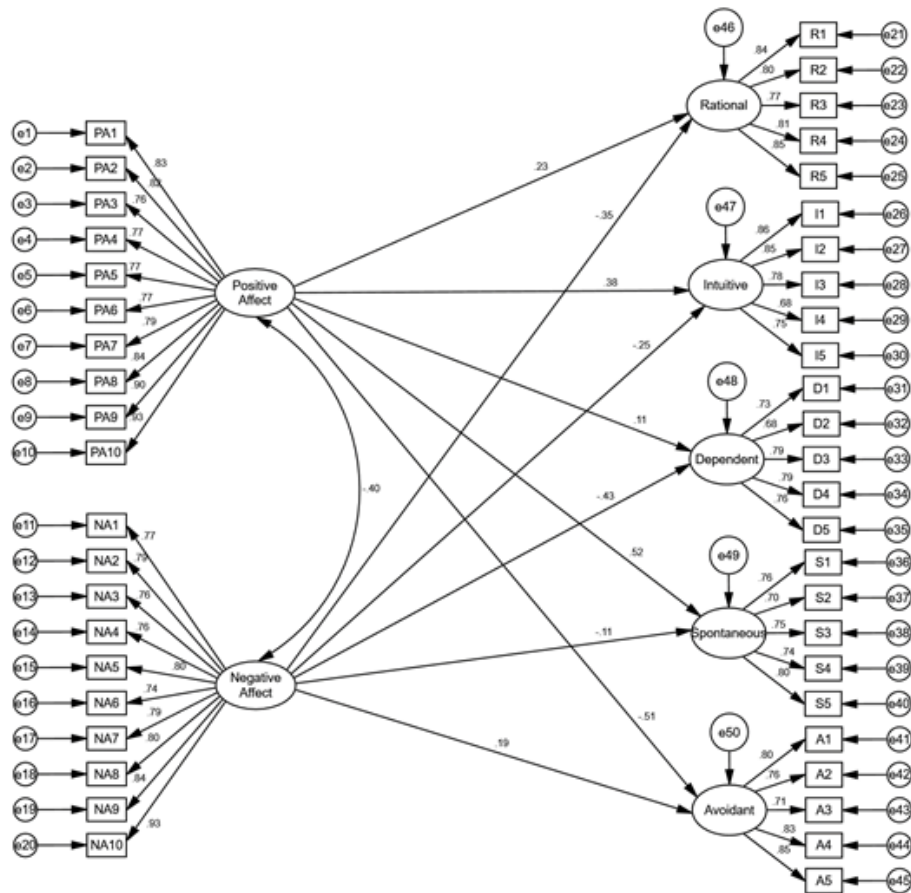 e46
Rational
.84
.80
.77
.81
.85
R1
e21
R2
e22
R3
e23
R4
e24
R5
e25
e1
PA1
e2
PA2
e3
PA3
e4
PA4
e5
PA5
e6
PA6
e7
PA7
e8
PA8
e9
PA9
e10
PA10
.83
.82
.76
.77
.77
.77
.79
.84
.90
.93
Positive
Affect
.23
-.35
e47
Intuitive
.86
.85
.78
.68
.75
I1
e26
I2
e27
I3
e28
I4
e29
I5
e30
.38
-.25
e48
Dependent
.73
.68
.79
.79
.76
D1
e31
D2
e32
D3
e33
D4
e34
D5
e35
.11
-.40
-.43
e11
NA1
e12
NA2
e13
NA3
e14
NA4
e15
NA5
e16
NA6
e17
NA7
e18
NA8
e19
NA9
e20
NA10
.77
.79
.76
.76
.80
.74
.79
.80
.84
.93
Negative
Affect
.52
-.11
e49
Spontaneous
.76
.70
.75
.74
.80
S1
e36
S2
e37
S3
e38
S4
e39
S5
e40
-.51
.19
e50
Avoidant
.80
.76
.71
.83
.85
A1
e41
A2
e42
A3
e43
A4
e44
A5
e45